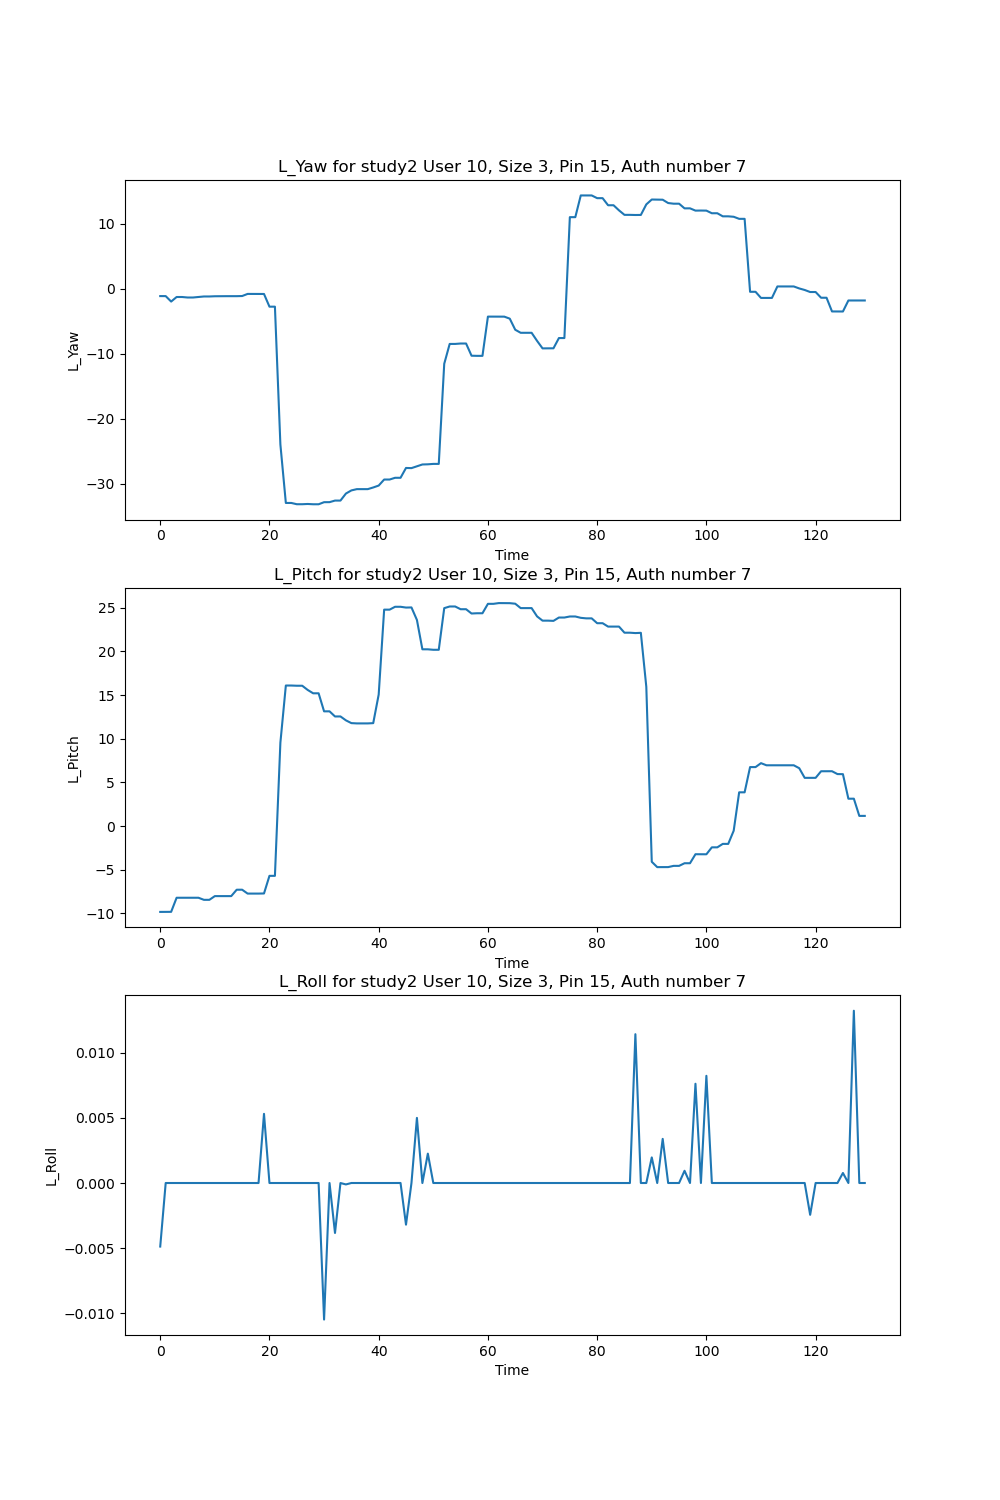 L_Yaw for study2 User 10, Size 3, Pin 15, Auth number 7
10
0
−10
−20
−30
L_Yaw
0 20 40 60 80 100 120
Time
L_Pitch for study2 User 10, Size 3, Pin 15, Auth number 7
25
20
15
10
5
0
−5
−10
L_Pitch
0 20 40 60 80 100 120
Time
L_Roll for study2 User 10, Size 3, Pin 15, Auth number 7
0.010
0.005
0.000
−0.005
−0.010
L_Roll
0 20 40 60 80 100 120
Time